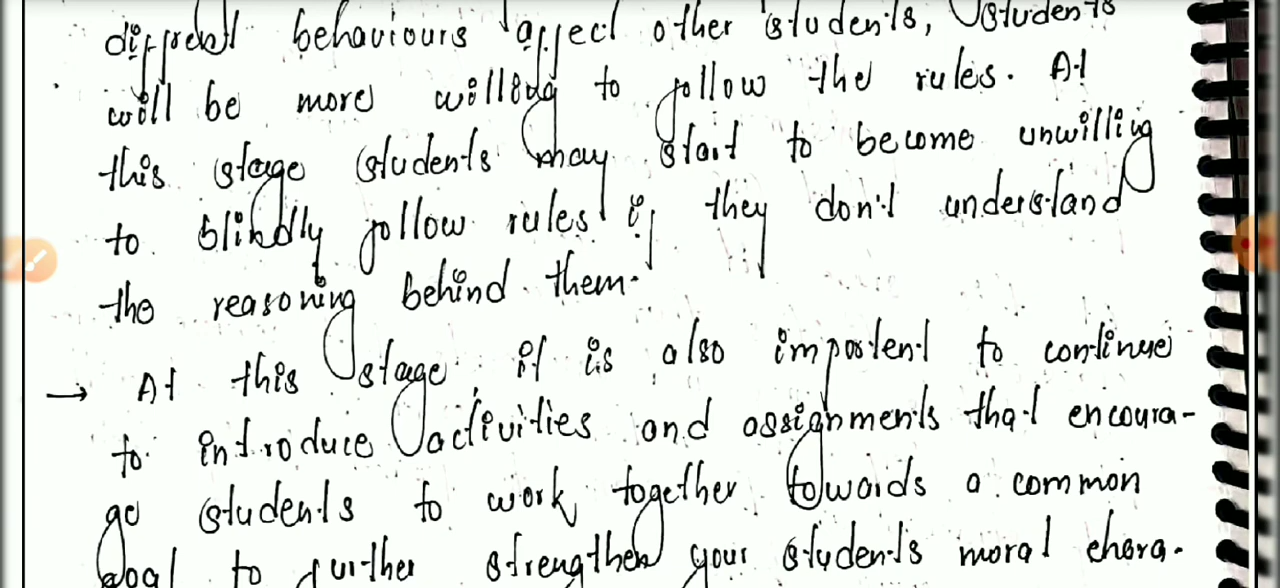 different behaviours affect other students, students
will be more willing to follow the rules. At
this stage students may start to become unwilling
to blindly follow rules if they don't understand
the reasoning behind them.
→ At this stage it is also importent to continue
to introduce activities and assignments that encoura-
ge students to work together towards a common
goal to further strengthen your students moral chara-